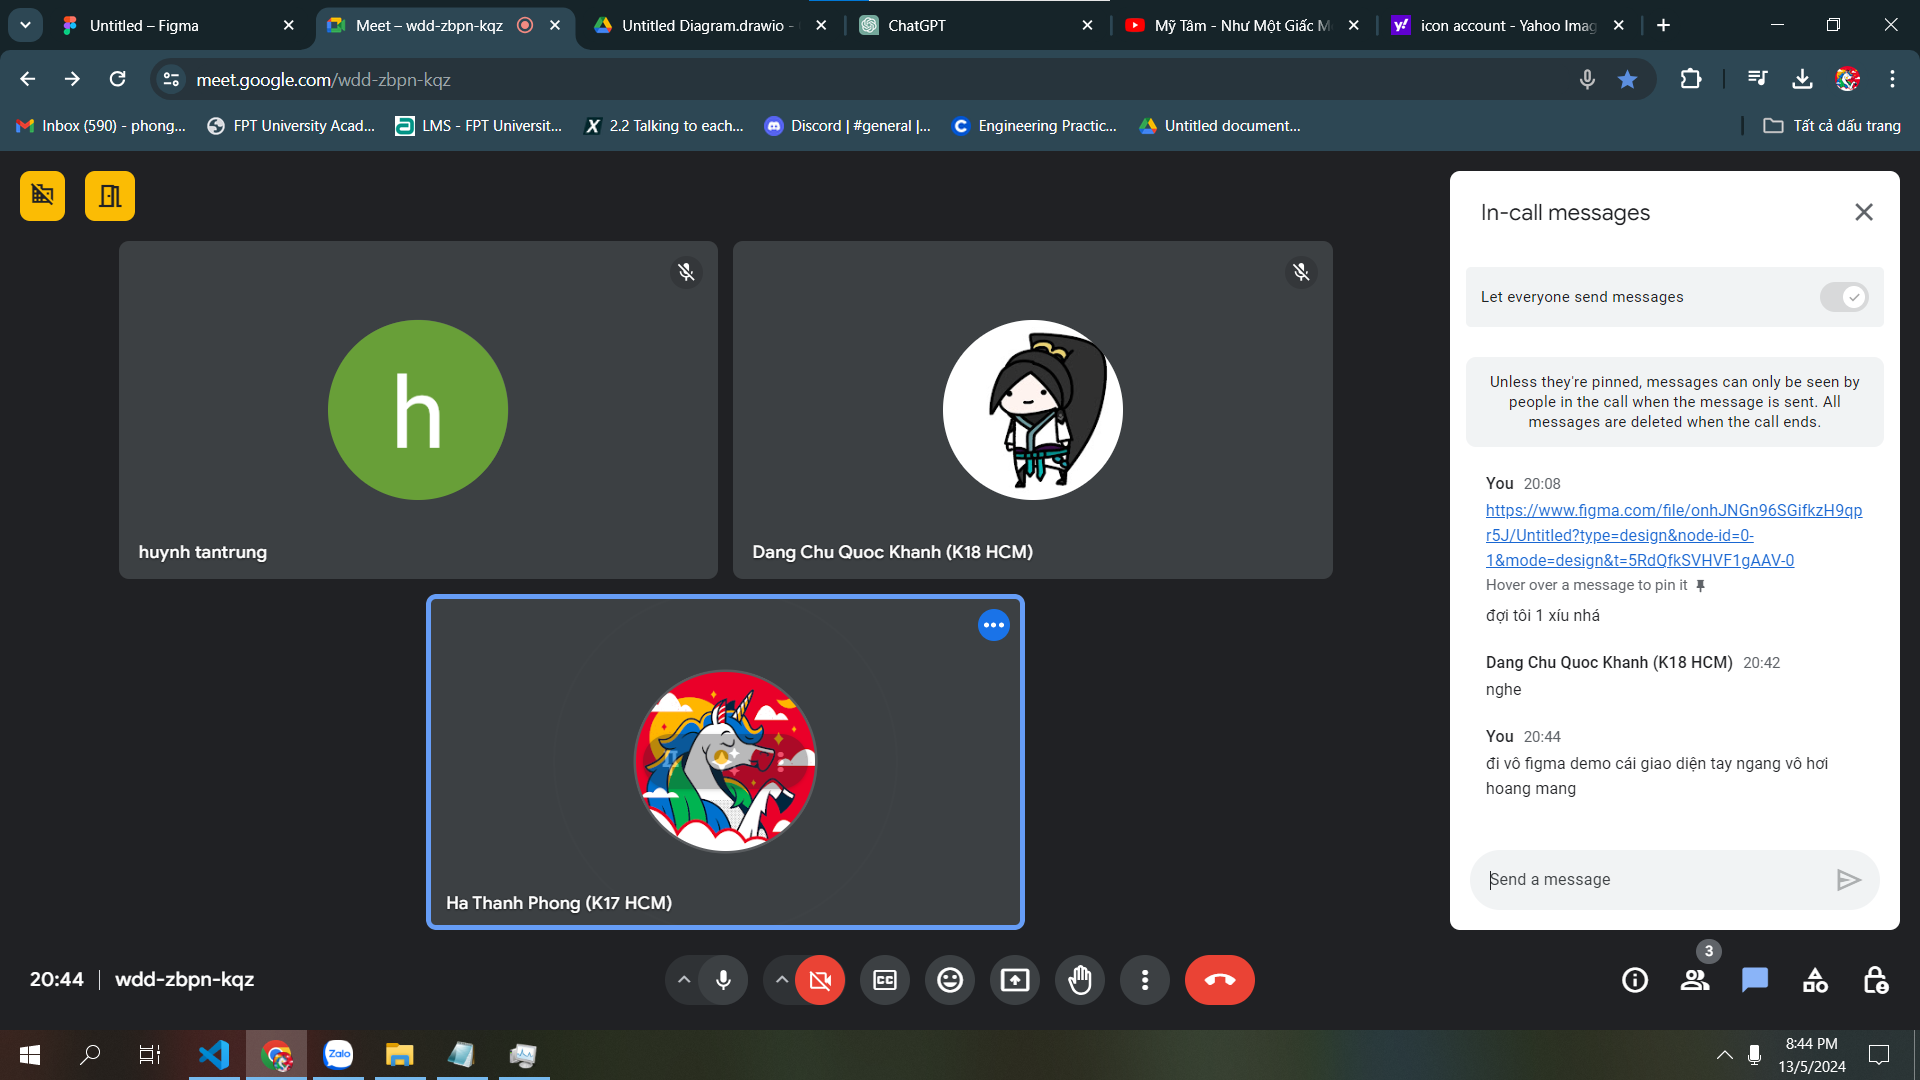 Untitled – Figma
Meet – wdd-zbpn-kqz
Untitled Diagram.drawio -
ChatGPT
Mỹ Tâm - Như Một Giấc M
icon account - Yahoo Imag
meet.google.com/wdd-zbpn-kqz
Inbox (590) - phong...
FPT University Acad...
LMS - FPT Universit...
2.2 Talking to each...
Discord | #general |...
Engineering Practic...
Untitled document...
Tất cả dấu trang
In-call messages
Let everyone send messages
Unless they're pinned, messages can only be seen by
people in the call when the message is sent. All
messages are deleted when the call ends.
You 20:08
https://www.figma.com/file/onhJNGn96SGifkzH9qp
r5J/Untitled?type=design&node-id=0-
1&mode=design&t=5RdQfkSVHVF1gAAV-0
Hover over a message to pin it
đợi tôi 1 xíu nhá
Dang Chu Quoc Khanh (K18 HCM) 20:42
nghe
You 20:44
đi vô figma demo cái giao diện tay ngang vô hơi
hoang mang
Send a message
h
huynh tantrung
Dang Chu Quoc Khanh (K18 HCM)
Ha Thanh Phong (K17 HCM)
20:44 | wdd-zbpn-kqz
CC
3
Zalo
8:44 PM
13/5/2024